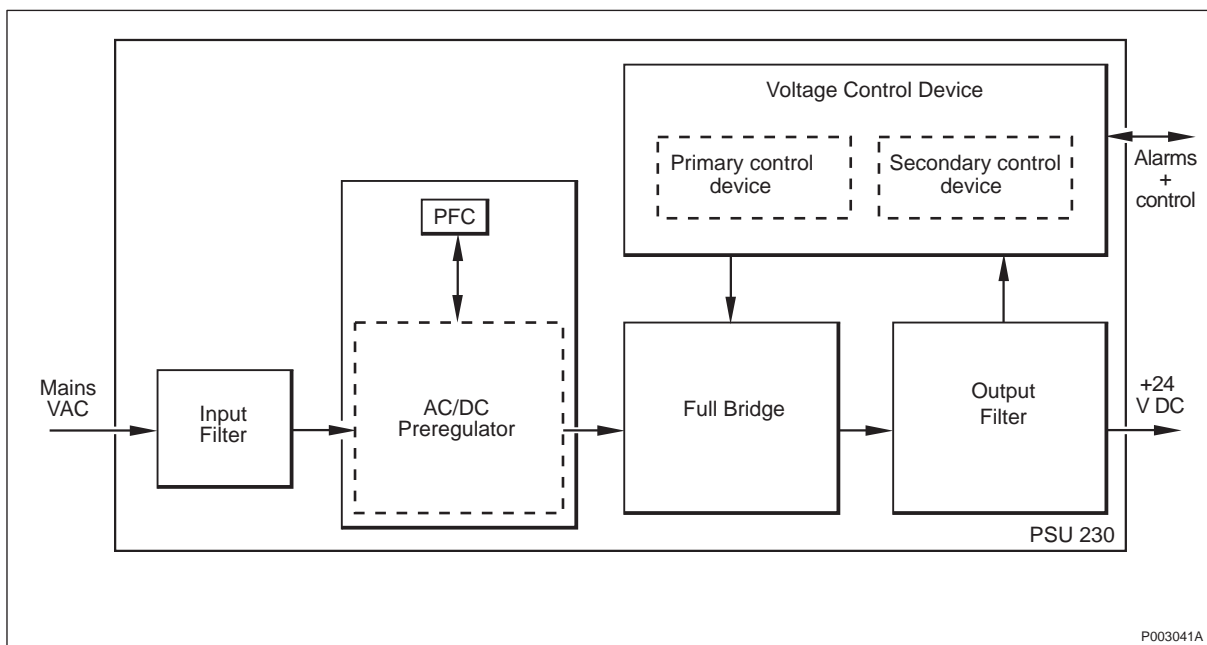 Voltage Control Device
Primary control
device
Secondary control
device
Alarms
+
control
PFC
Mains
VAC
Input
Filter
AC/DC
Preregulator
Full Bridge
Output
Filter
+24
V DC
PSU 230
P003041A